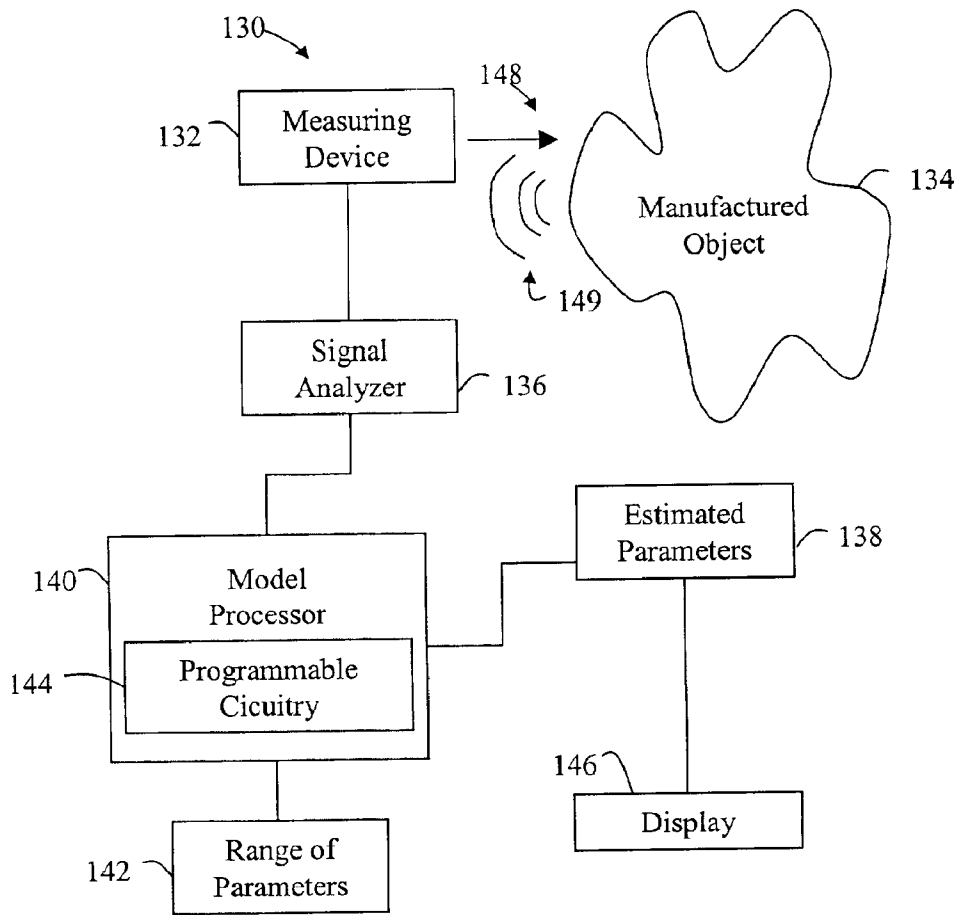 130
148
132
Measuring
Device
134
Manufactured
Object
149
Signal
Analyzer
136
Estimated
Parameters
138
140
Model
Processor
144
Programmable
Cicuitry
146
Display
142
Range of
Parameters